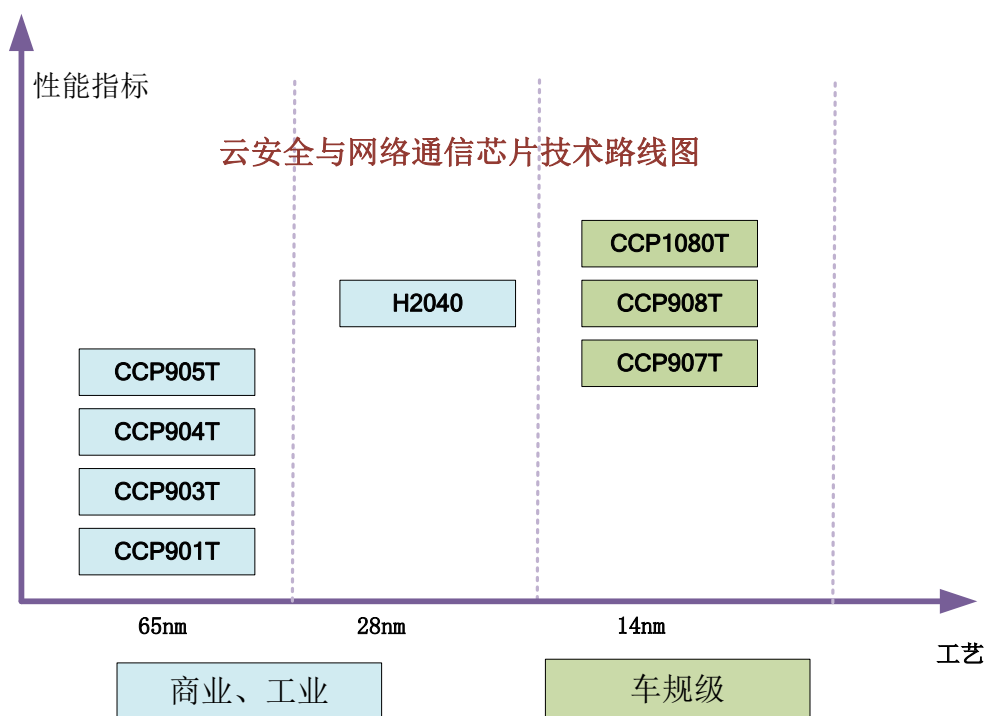 性能指标
云安全与网络通信芯片技术路线图
CCP1080T
H2040
CCP908T
CCP907T
CCP905T
CCP904T
CCP903T
CCP901T
65nm
28nm
14nm
工艺
商业、工业
车规级